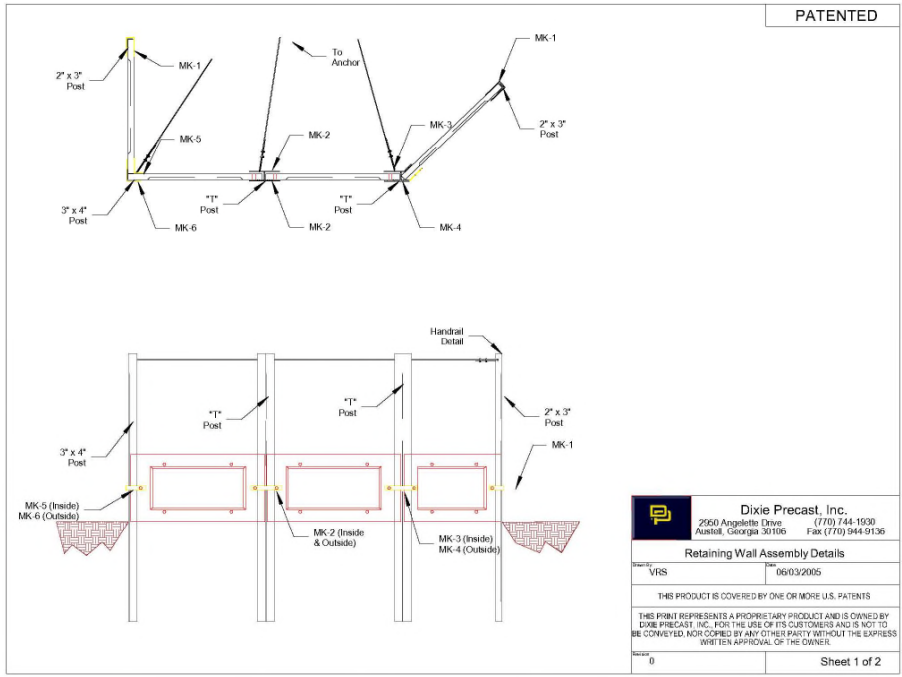 PATENTED
MK-1
To
Anchor
MK-1
2" x 3"
Post
MK-5
MK-2
MK-3
2" x 3"
Post
"T"
Post
"T"
Post
3" x 4"
Post
MK-6
MK-2
MK-4
Handrail
Detail
"T"
Post
"T"
Post
2" x 3"
Post
3" x 4"
Post
MK-1
MK-5 (Inside)
MK-6 (Outside)
MK-2 (Inside
& Outside)
MK-3 (Inside)
MK-4 (Outside)
Dixie Precast, Inc.
2950 Angelette Drive (770) 744-1930
Austell, Georgia 30106 Fax (770) 944-9136
Retaining Wall Assembly Details
Drawn By:
VRS
Date
06/03/2005
THIS PRODUCT IS COVERED BY ONE OR MORE U.S. PATENTS
THIS PRINT REPRESENTS A PROPRIETARY PRODUCT AND IS OWNED BY
DIXIE PRECAST, INC., FOR THE USE OF ITS CUSTOMERS AND IS NOT TO
BE CONVEYED, NOR COPIED BY ANY OTHER PARTY WITHOUT THE EXPRESS
WRITTEN APPROVAL OF THE OWNER.
Revision
0
Sheet 1 of 2